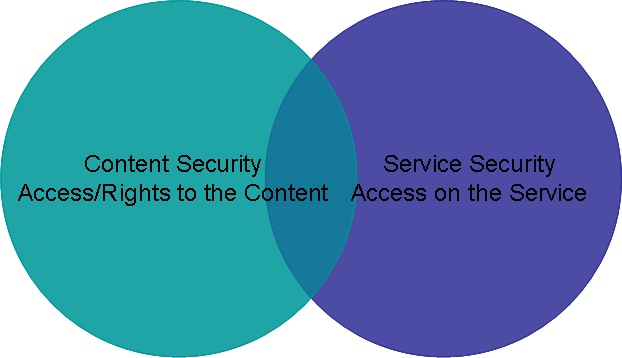 Content Security
Access/Rights to the Content
Service Security
Access on the Service